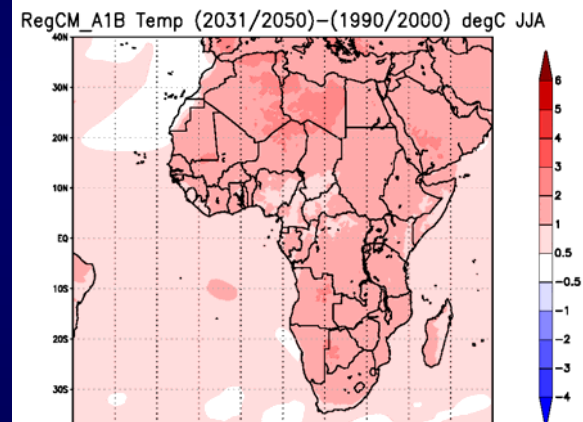 RegCM_A1B Temp (2031/2050)-(1990/2000) degC JJA
40N
30N
20N
10N
EQ
10S
20S
30S
6
5
4
3
2
1
0.5
-0.5
-1
-2
-3
-4